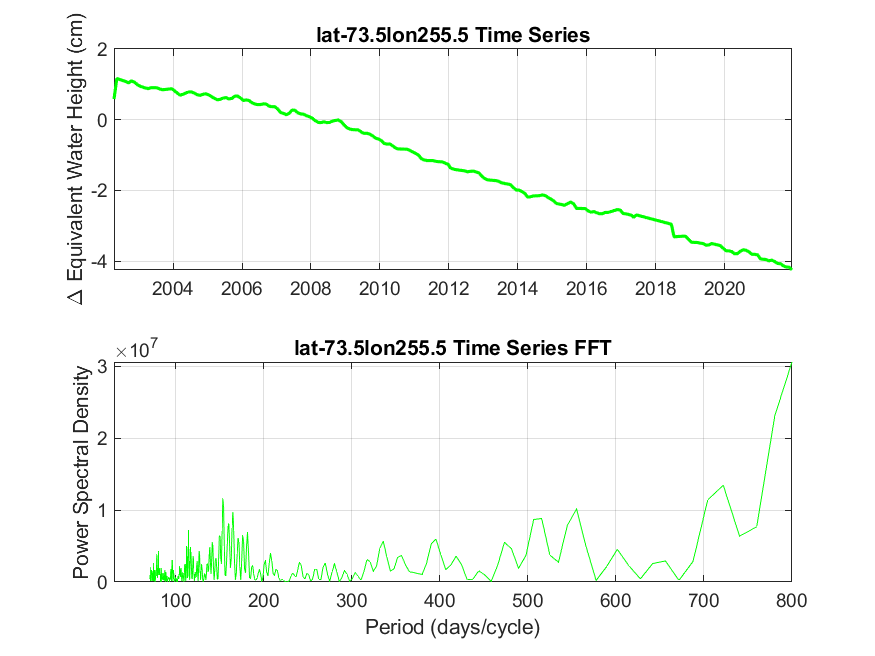 lat-73.5lon255.5 Time Series
Δ Equivalent Water Height (cm)
2
0
-2
-4
2004 2006 2008 2010 2012 2014 2016 2018 2020
lat-73.5lon255.5 Time Series FFT
×10^7
Power Spectral Density
3
2
1
0
100 200 300 400 500 600 700 800
Period (days/cycle)